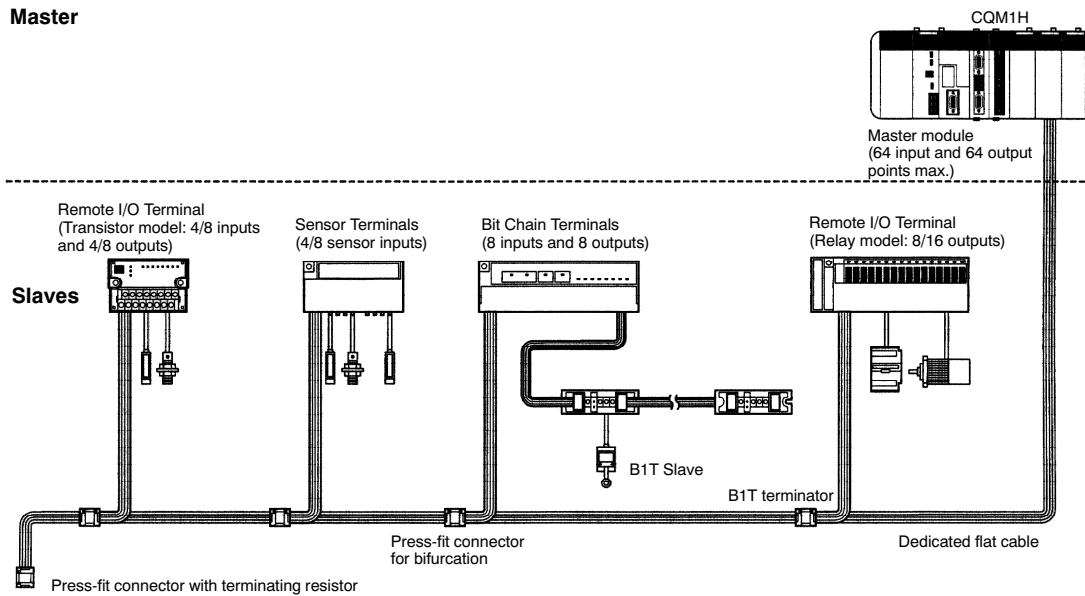 Master
CQM1H
Master module
(64 input and 64 output
points max.)
Remote I/O Terminal
(Transistor model: 4/8 inputs
and 4/8 outputs)
Sensor Terminals
(4/8 sensor inputs)
Bit Chain Terminals
(8 inputs and 8 outputs)
Remote I/O Terminal
(Relay model: 8/16 outputs)
Slaves
B1T Slave
B1T terminator
Press-fit connector
for bifurcation
Dedicated flat cable
Press-fit connector with terminating resistor